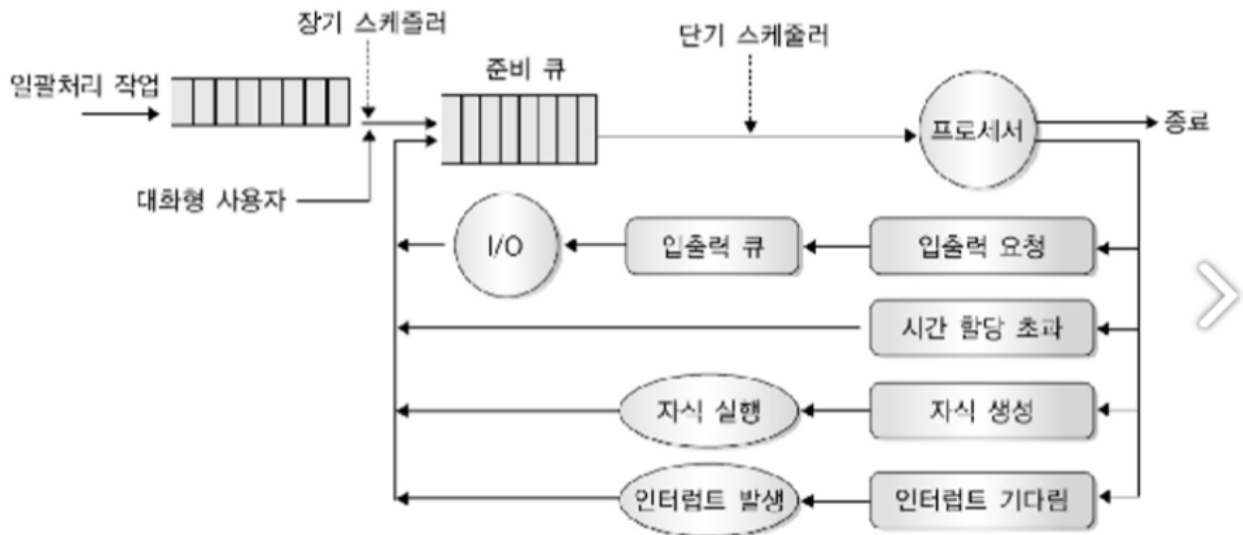 장기 스케줄러
단기 스케줄러
일괄처리 작업
준비 큐
프로세서
종료
대화형 사용자
I/O
입출력 큐
입출력 요청
시간 할당 초과
자식 실행
자식 생성
인터럽트 발생
인터럽트 기다림